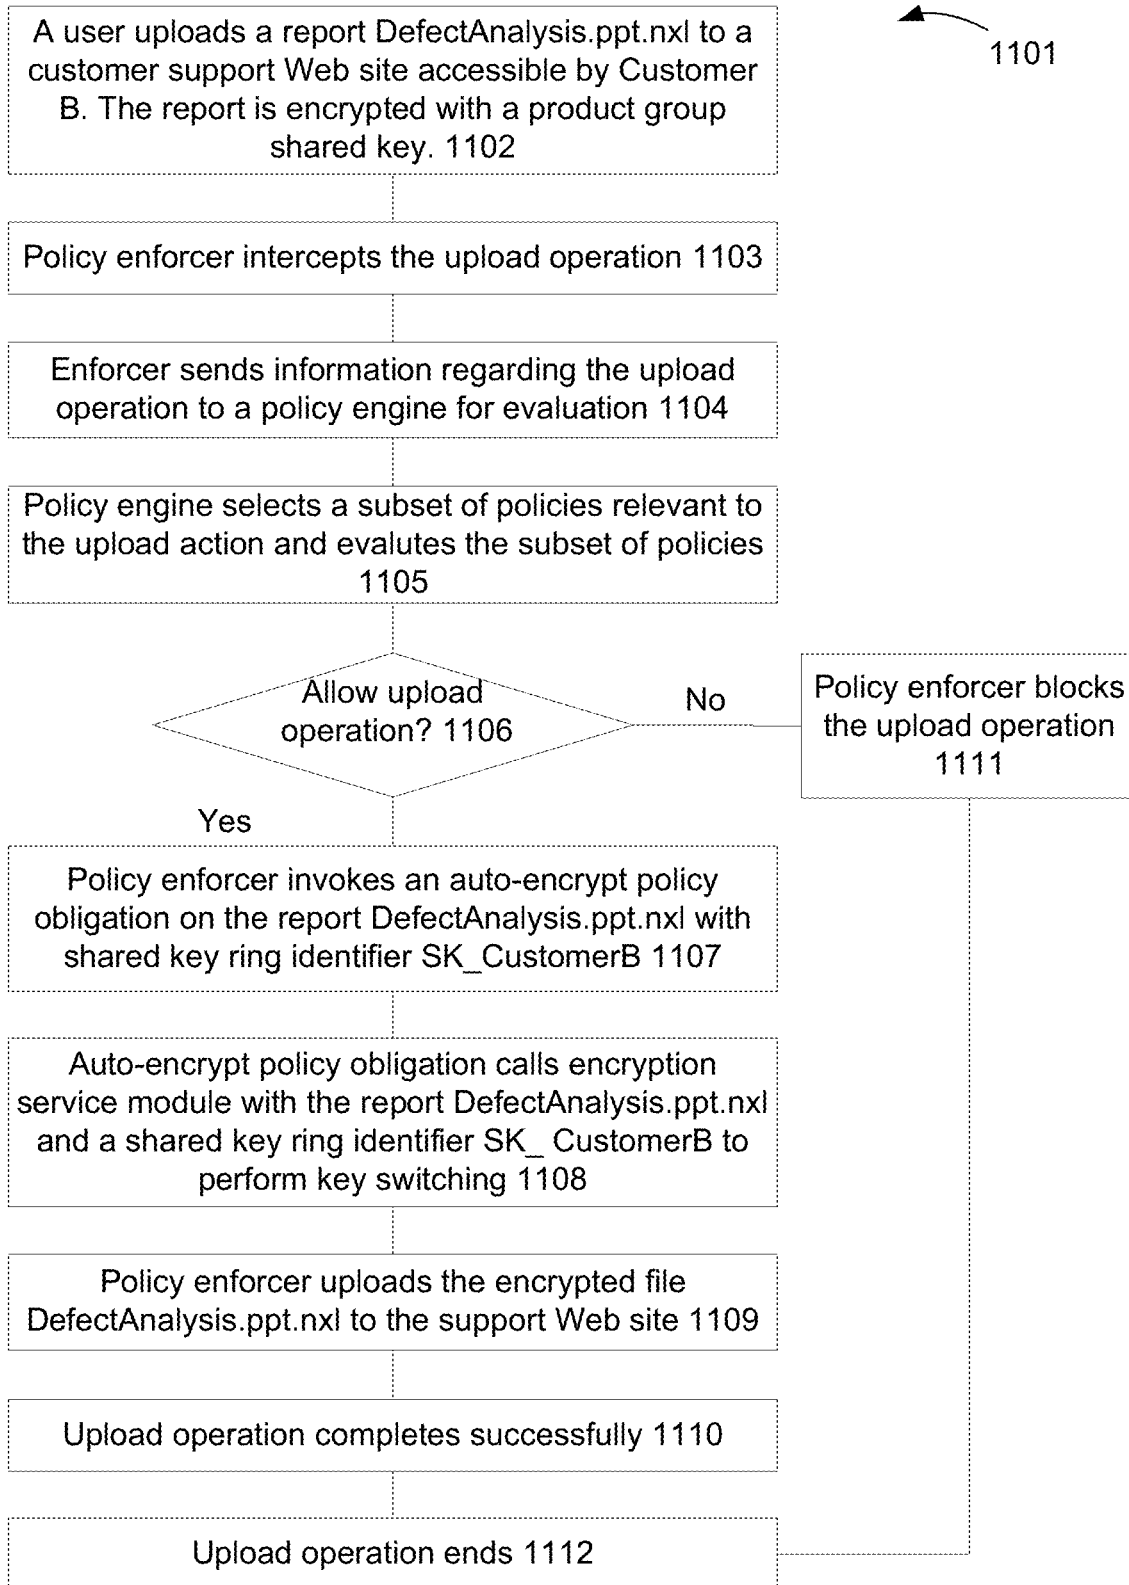 A user uploads a report DefectAnalysis.ppt.nxl to a
customer support Web site accessible by Customer
B. The report is encrypted with a product group
shared key. 1102
1101
Policy enforcer intercepts the upload operation 1103
Enforcer sends information regarding the upload
operation to a policy engine for evaluation 1104
Policy engine selects a subset of policies relevant to
the upload action and evalutes the subset of policies
1105
Allow upload
operation? 1106
No
Policy enforcer blocks
the upload operation
1111
Yes
Policy enforcer invokes an auto-encrypt policy
obligation on the report DefectAnalysis.ppt.nxl with
shared key ring identifier SK_CustomerB 1107
Auto-encrypt policy obligation calls encryption
service module with the report DefectAnalysis.ppt.nxl
and a shared key ring identifier SK_ CustomerB to
perform key switching 1108
Policy enforcer uploads the encrypted file
DefectAnalysis.ppt.nxl to the support Web site 1109
Upload operation completes successfully 1110
Upload operation ends 1112